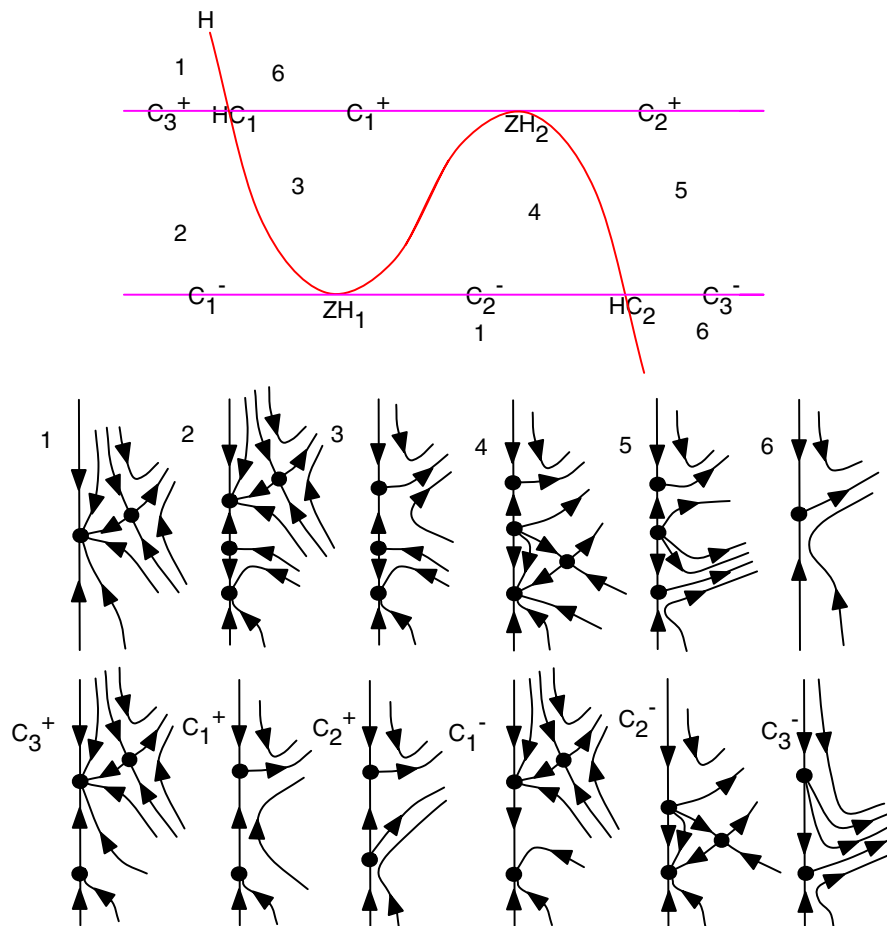 H
1
6
C3+
HC1
C1+
ZH2
C2+
3
4
5
2
C1-
ZH1
C2-
HC2
C3-
1
6
1
2
3
4
5
6
C3+
C1+
C2+
C1-
C2-
C3-